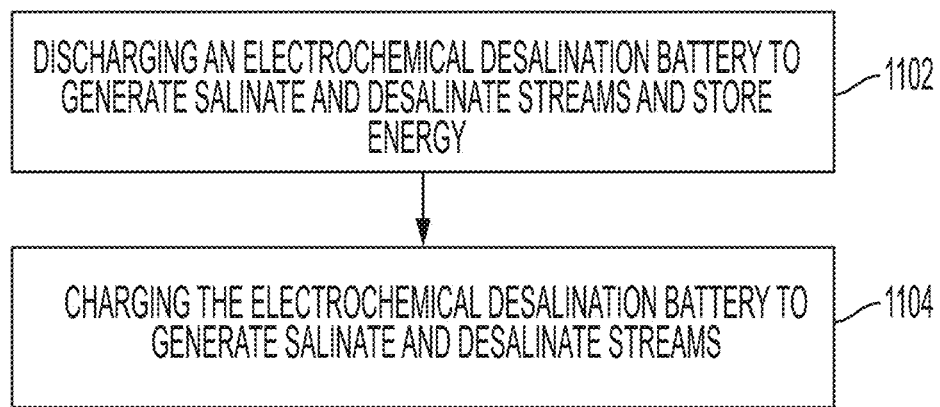 DISCHARGING AN ELECTROCHEMICAL DESALINATION BATTERY TO
GENERATE SALINATE AND DESALINATE STREAMS AND STORE
ENERGY
1102
CHARGING THE ELECTROCHEMICAL DESALINATION BATTERY TO
GENERATE SALINATE AND DESALINATE STREAMS
1104